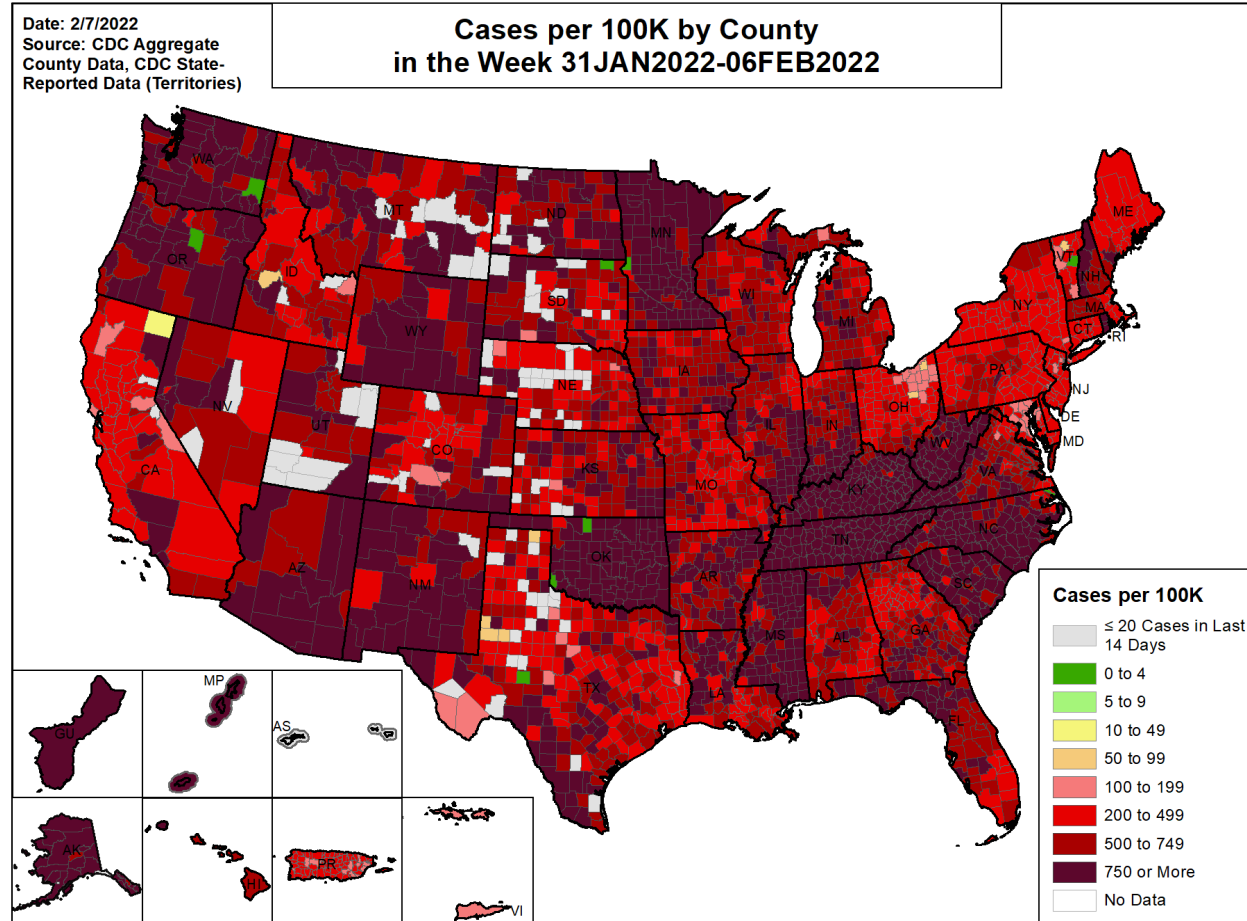 Date: 2/7/2022
Source: CDC Aggregate
County Data, CDC State-
Reported Data (Territories)
Cases per 100K by County
in the Week 31JAN2022-06FEB2022
WA
MT
ND
MN
ME
OR
ID
SD
WI
VT
NH
NY
MA
WY
MI
CT
RI
IA
PA
NE
NJ
NV
UT
OH
DE
IL
IN
MD
CO
WV
CA
KS
MO
VA
KY
NC
TN
AZ
OK
NM
AR
SC
MS
AL
GA
TX
LA
FL
MP
GU
AS
AK
HI
PR
VI
Cases per 100K
≤ 20 Cases in Last
14 Days
0 to 4
5 to 9
10 to 49
50 to 99
100 to 199
200 to 499
500 to 749
750 or More
No Data